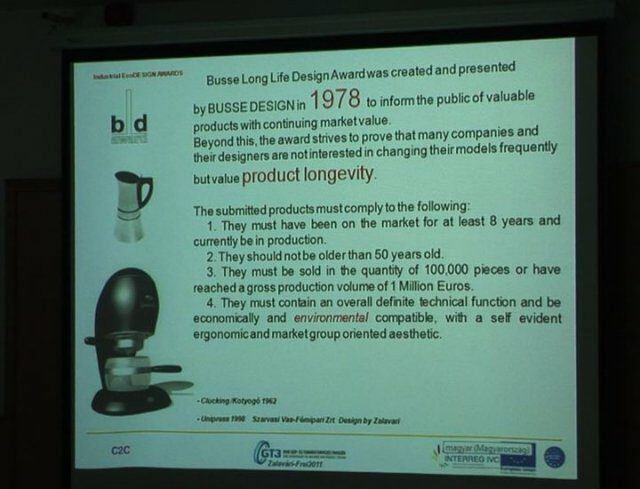 Industrial EcoDESIGN AWARDS
Busse Long Life Design Award was created and presented
by BUSSE DESIGN in 1978 to inform the public of valuable
products with continuing market value.
Beyond this, the award strives to prove that many companies and
their designers are not interested in changing their models frequently
but value product longevity.
b d
The submitted products must comply to the following:
1. They must have been on the market for at least 8 years and
currently be in production.
2. They should not be older than 50 years old.
3. They must be sold in the quantity of 100,000 pieces or have
reached a gross production volume of 1 Million Euros.
4. They must contain an overall definite technical function and be
economically and environmental compatible, with a self evident
ergonomic and market group oriented aesthetic.
- Clocking/Kotyogó 1962
- Unipress 1998 Szarvasi Vas-Fémipari Zrt Design by Zalavari
C2C
GT3
Zalavári-Frei2011
magyar (Magyarország)
INTERREG IVC